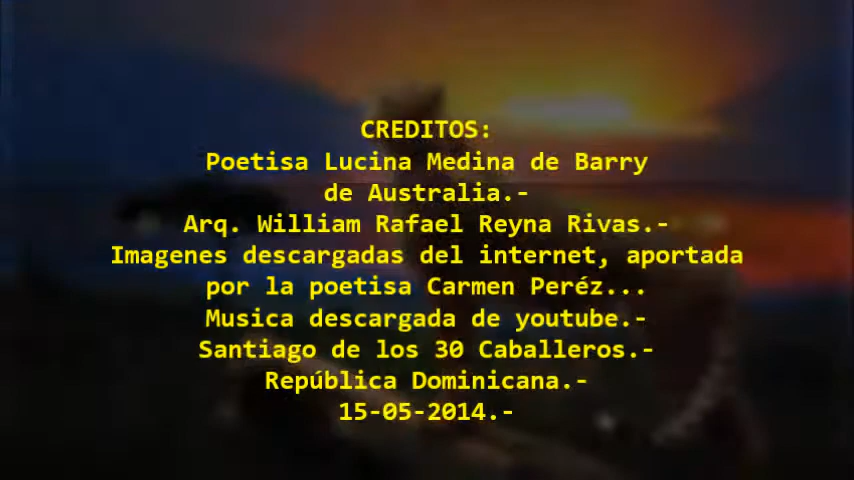 CREDITOS:
Poetisa Lucina Medina de Barry
de Australia.-
Arq. William Rafael Reyna Rivas.-
Imagenes descargadas del internet, aportada
por la poetisa Carmen Peréz...
Musica descargada de youtube.-
Santiago de los 30 Caballeros.-
República Dominicana.-
15-05-2014.-